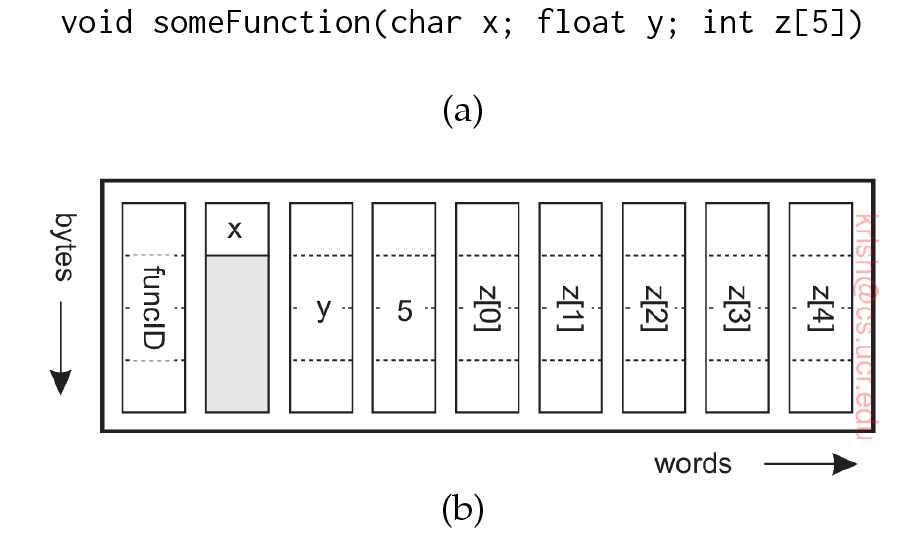 void someFunction(char x; float y; int z[5])
(a)
bytes
funcID
x
y
5
z[0]
z[1]
z[2]
z[3]
z[4]
krish@cs.ucr.edu
words
(b)